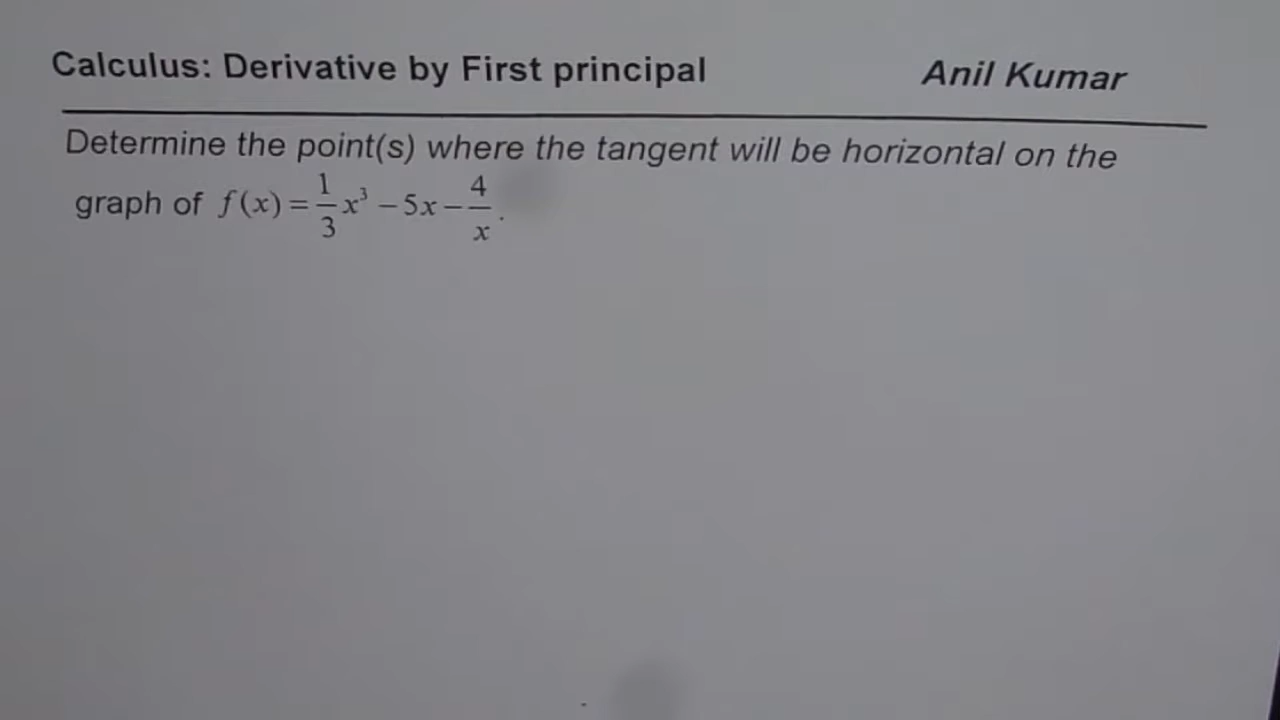 Calculus: Derivative by First principal Anil Kumar
Determine the point(s) where the tangent will be horizontal on the
graph of f(x) = 1/3 x³ − 5x − 4/x.